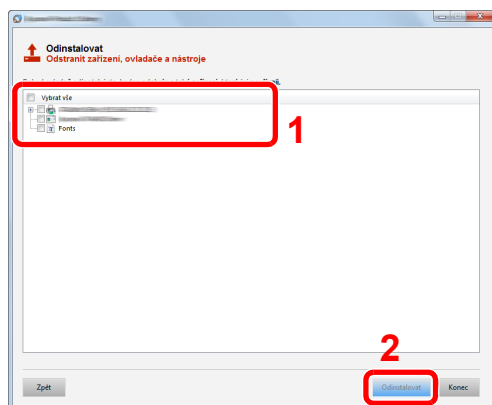 Odinstalovat
Odstranit zařízení, ovladače a nástroje
Vybrat vše
Fonts
1
2
Zpět
Odinstalovat
Konec